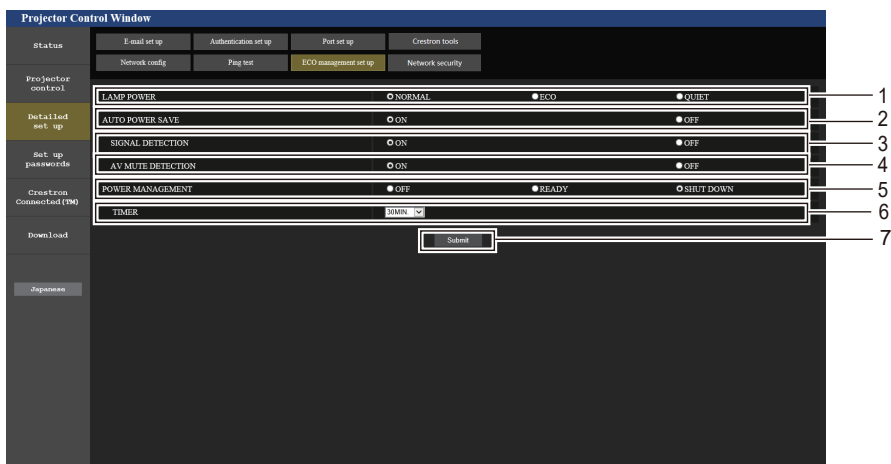 Projector Control Window
Status
E-mail set up Authentication set up Port set up Crestron tools
Network config Ping test ECO management set up Network security
Projector
control
Detailed
set up
Set up
passwords
Crestron
Connected(TM)
Download
Japanese
LAMP POWER NORMAL ECO QUIET 1
AUTO POWER SAVE ON OFF 2
SIGNAL DETECTION ON OFF 3
AV MUTE DETECTION ON OFF 4
POWER MANAGEMENT OFF READY SHUT DOWN 5
TIMER 30MIN. 6
Submit 7